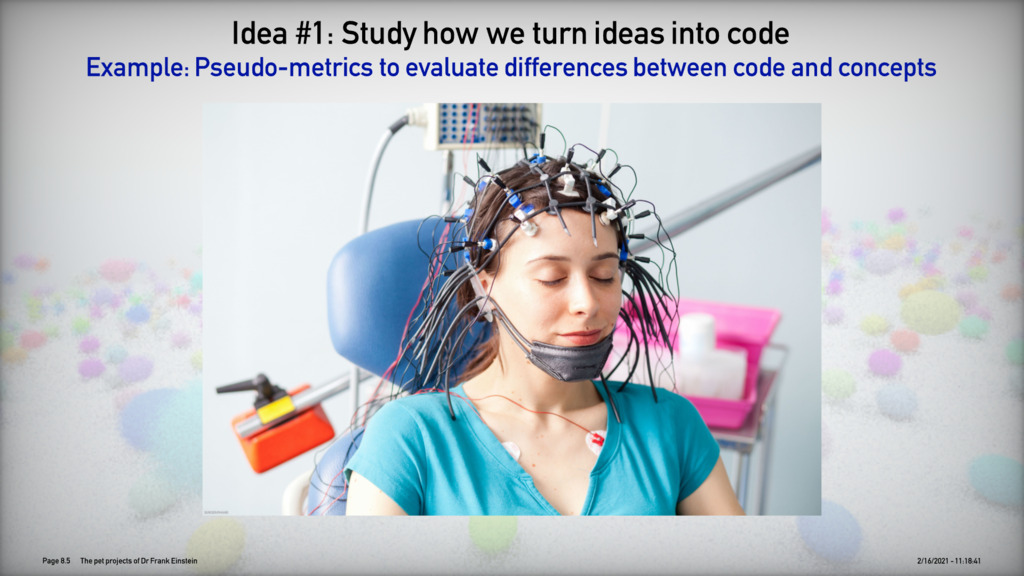 Idea #1: Study how we turn ideas into code
Example: Pseudo-metrics to evaluate differences between code and concepts
Page 8.5 The pet projects of Dr Frank Einstein
2/16/2021 - 11:18:41